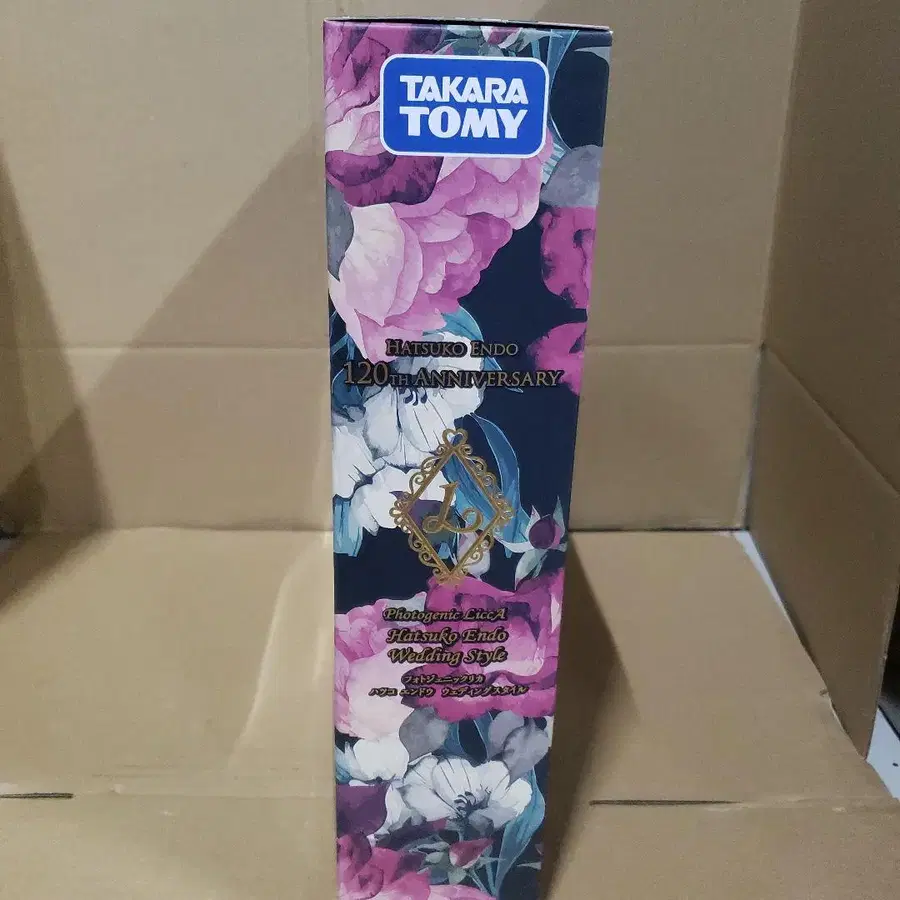 TAKARA
TOMY
HATSUKO ENDO
120TH ANNIVERSARY
L
Photogenic LiccA
Hatsuko Endo
Wedding Style
フォトジェニックリカ
ハツコ エンドウ ウエディングスタイル